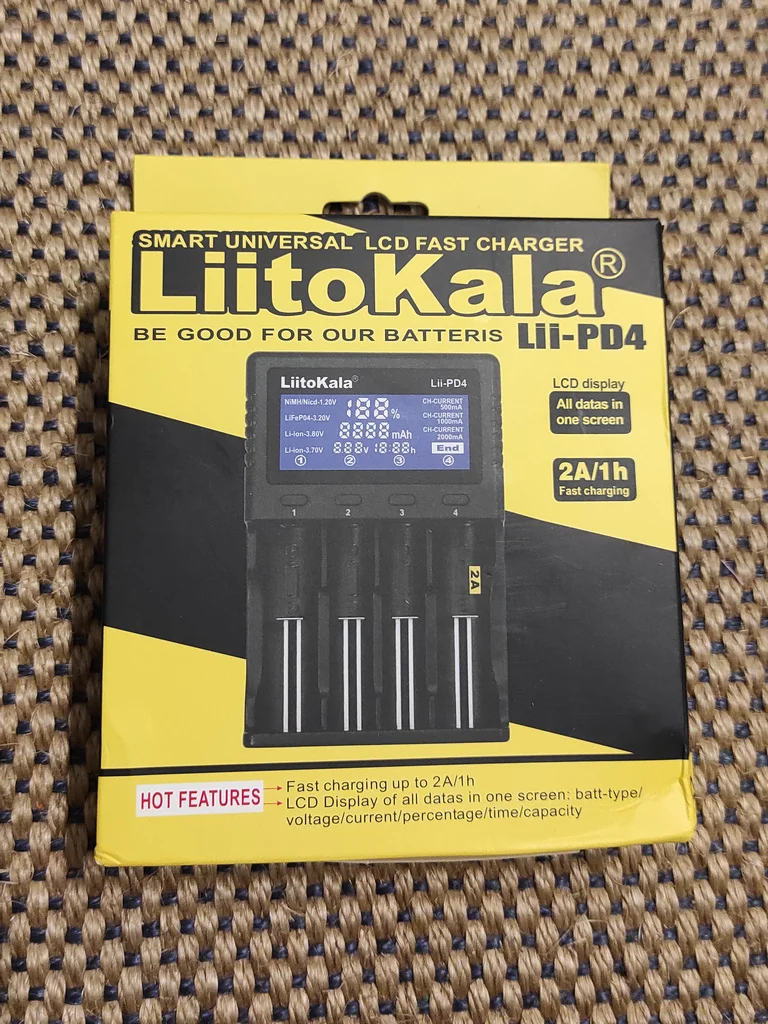 SMART UNIVERSAL LCD FAST CHARGER
LiitoKala®
BE GOOD FOR OUR BATTERIS Lii-PD4
LiitoKala® Lii-PD4
NiMH/Nicd-1.20V
LiFePO4-3.20V
Li-ion-3.80V
Li-ion-3.70V
188%
8888mAh
8.88V 18:88h
CH-CURRENT
500mA
CH-CURRENT
1000mA
CH-CURRENT
2000mA
End
① ② ③ ④
1 2 3 4
2A
LCD display
All datas in
one screen
2A/1h
Fast charging
HOT FEATURES
Fast charging up to 2A/1h
LCD Display of all datas in one screen: batt-type/
voltage/current/percentage/time/capacity